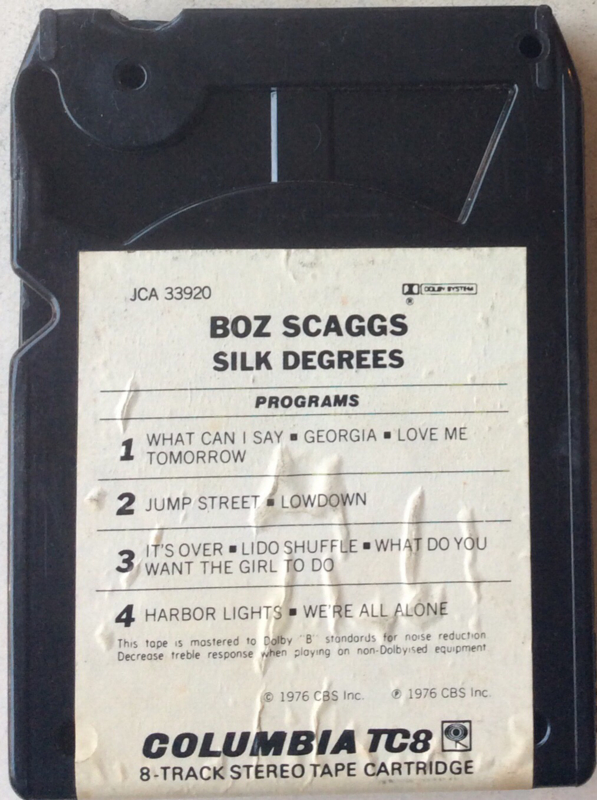 JCA 33920
DOLBY SYSTEM
®
BOZ SCAGGS
SILK DEGREES
PROGRAMS
1 WHAT CAN I SAY ▪ GEORGIA ▪ LOVE ME
TOMORROW
2 JUMP STREET ▪ LOWDOWN
3 IT'S OVER ▪ LIDO SHUFFLE ▪ WHAT DO YOU
WANT THE GIRL TO DO
4 HARBOR LIGHTS ▪ WE'RE ALL ALONE
This tape is mastered to Dolby "B" standards for noise reduction
Decrease treble response when playing on non-Dolbyised equipment
© 1976 CBS Inc. ℗ 1976 CBS Inc.
COLUMBIA TC8
8-TRACK STEREO TAPE CARTRIDGE